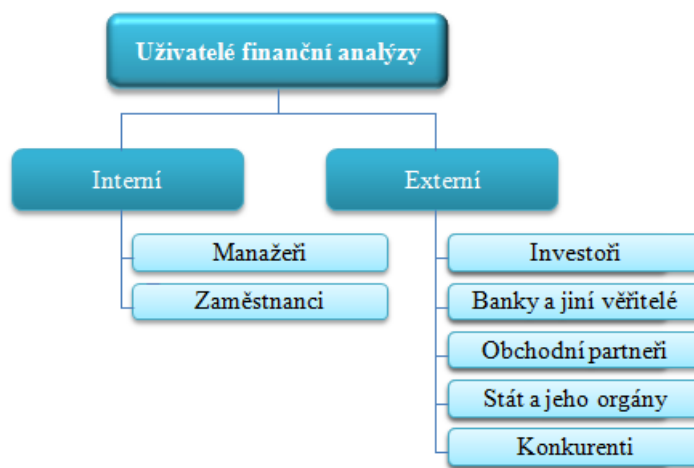 Uživatelé finanční analýzy
Interní
Externí
Manažeři
Zaměstnanci
Investoři
Banky a jiní věřitelé
Obchodní partneři
Stát a jeho orgány
Konkurenti